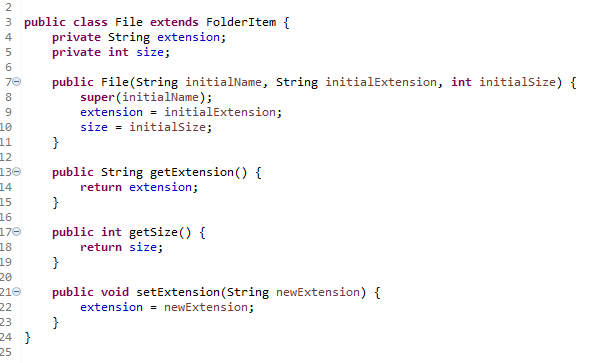 2
3 public class File extends FolderItem {
4 private String extension;
5 private int size;
6
7 public File(String initialName, String initialExtension, int initialSize) {
8 super(initialName);
9 extension = initialExtension;
10 size = initialSize;
11 }
12
13 public String getExtension() {
14 return extension;
15 }
16
17 public int getSize() {
18 return size;
19 }
20
21 public void setExtension(String newExtension) {
22 extension = newExtension;
23 }
24 }
25